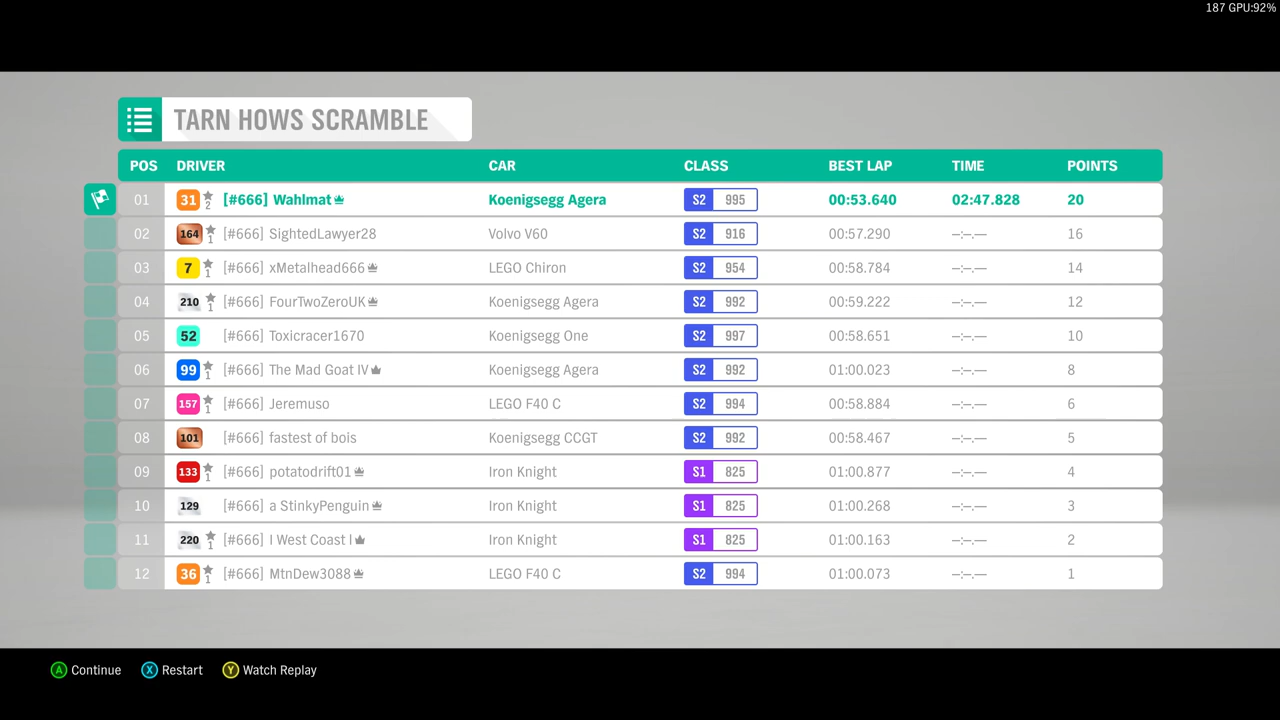 187 GPU:92%
TARN HOWS SCRAMBLE
POS DRIVER CAR CLASS BEST LAP TIME POINTS
01 31 2 [#666] Wahlmat Koenigsegg Agera S2 995 00:53.640 02:47.828 20
02 164 1 [#666] SightedLawyer28 Volvo V60 S2 916 00:57.290 –:–.–– 16
03 7 1 [#666] xMetalhead666 LEGO Chiron S2 954 00:58.784 –:–.–– 14
04 210 1 [#666] FourTwoZeroUK Koenigsegg Agera S2 992 00:59.222 –:–.–– 12
05 52 [#666] Toxicracer1670 Koenigsegg One S2 997 00:58.651 –:–.–– 10
06 99 1 [#666] The Mad Goat IV Koenigsegg Agera S2 992 01:00.023 –:–.–– 8
07 157 1 [#666] Jeremuso LEGO F40 C S2 994 00:58.884 –:–.–– 6
08 101 [#666] fastest of bois Koenigsegg CCGT S2 992 00:58.467 –:–.–– 5
09 133 1 [#666] potatodrift01 Iron Knight S1 825 01:00.877 –:–.–– 4
10 129 [#666] a StinkyPenguin Iron Knight S1 825 01:00.268 –:–.–– 3
11 220 1 [#666] I West Coast I Iron Knight S1 825 01:00.163 –:–.–– 2
12 36 1 [#666] MtnDew3088 LEGO F40 C S2 994 01:00.073 –:–.–– 1
A Continue X Restart Y Watch Replay